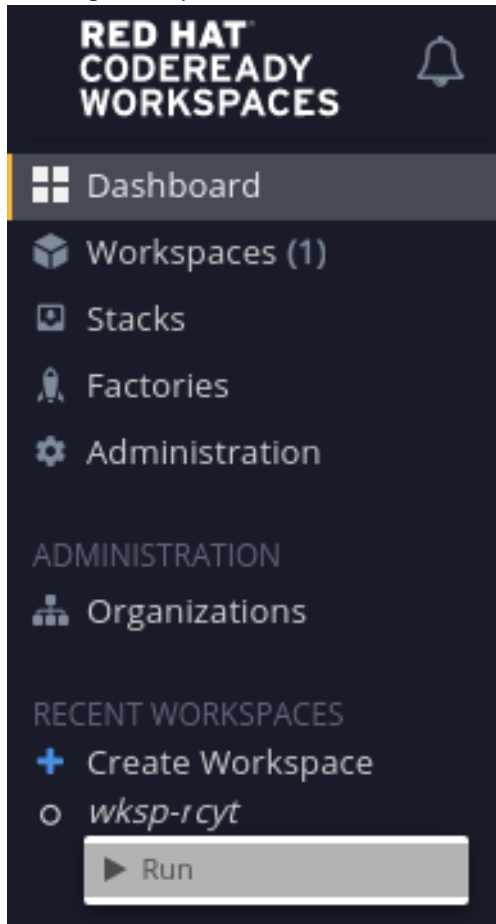 RED HAT
CODEREADY
WORKSPACES
Dashboard
Workspaces (1)
Stacks
Factories
Administration
ADMINISTRATION
Organizations
RECENT WORKSPACES
Create Workspace
wksp-rcyt
Run